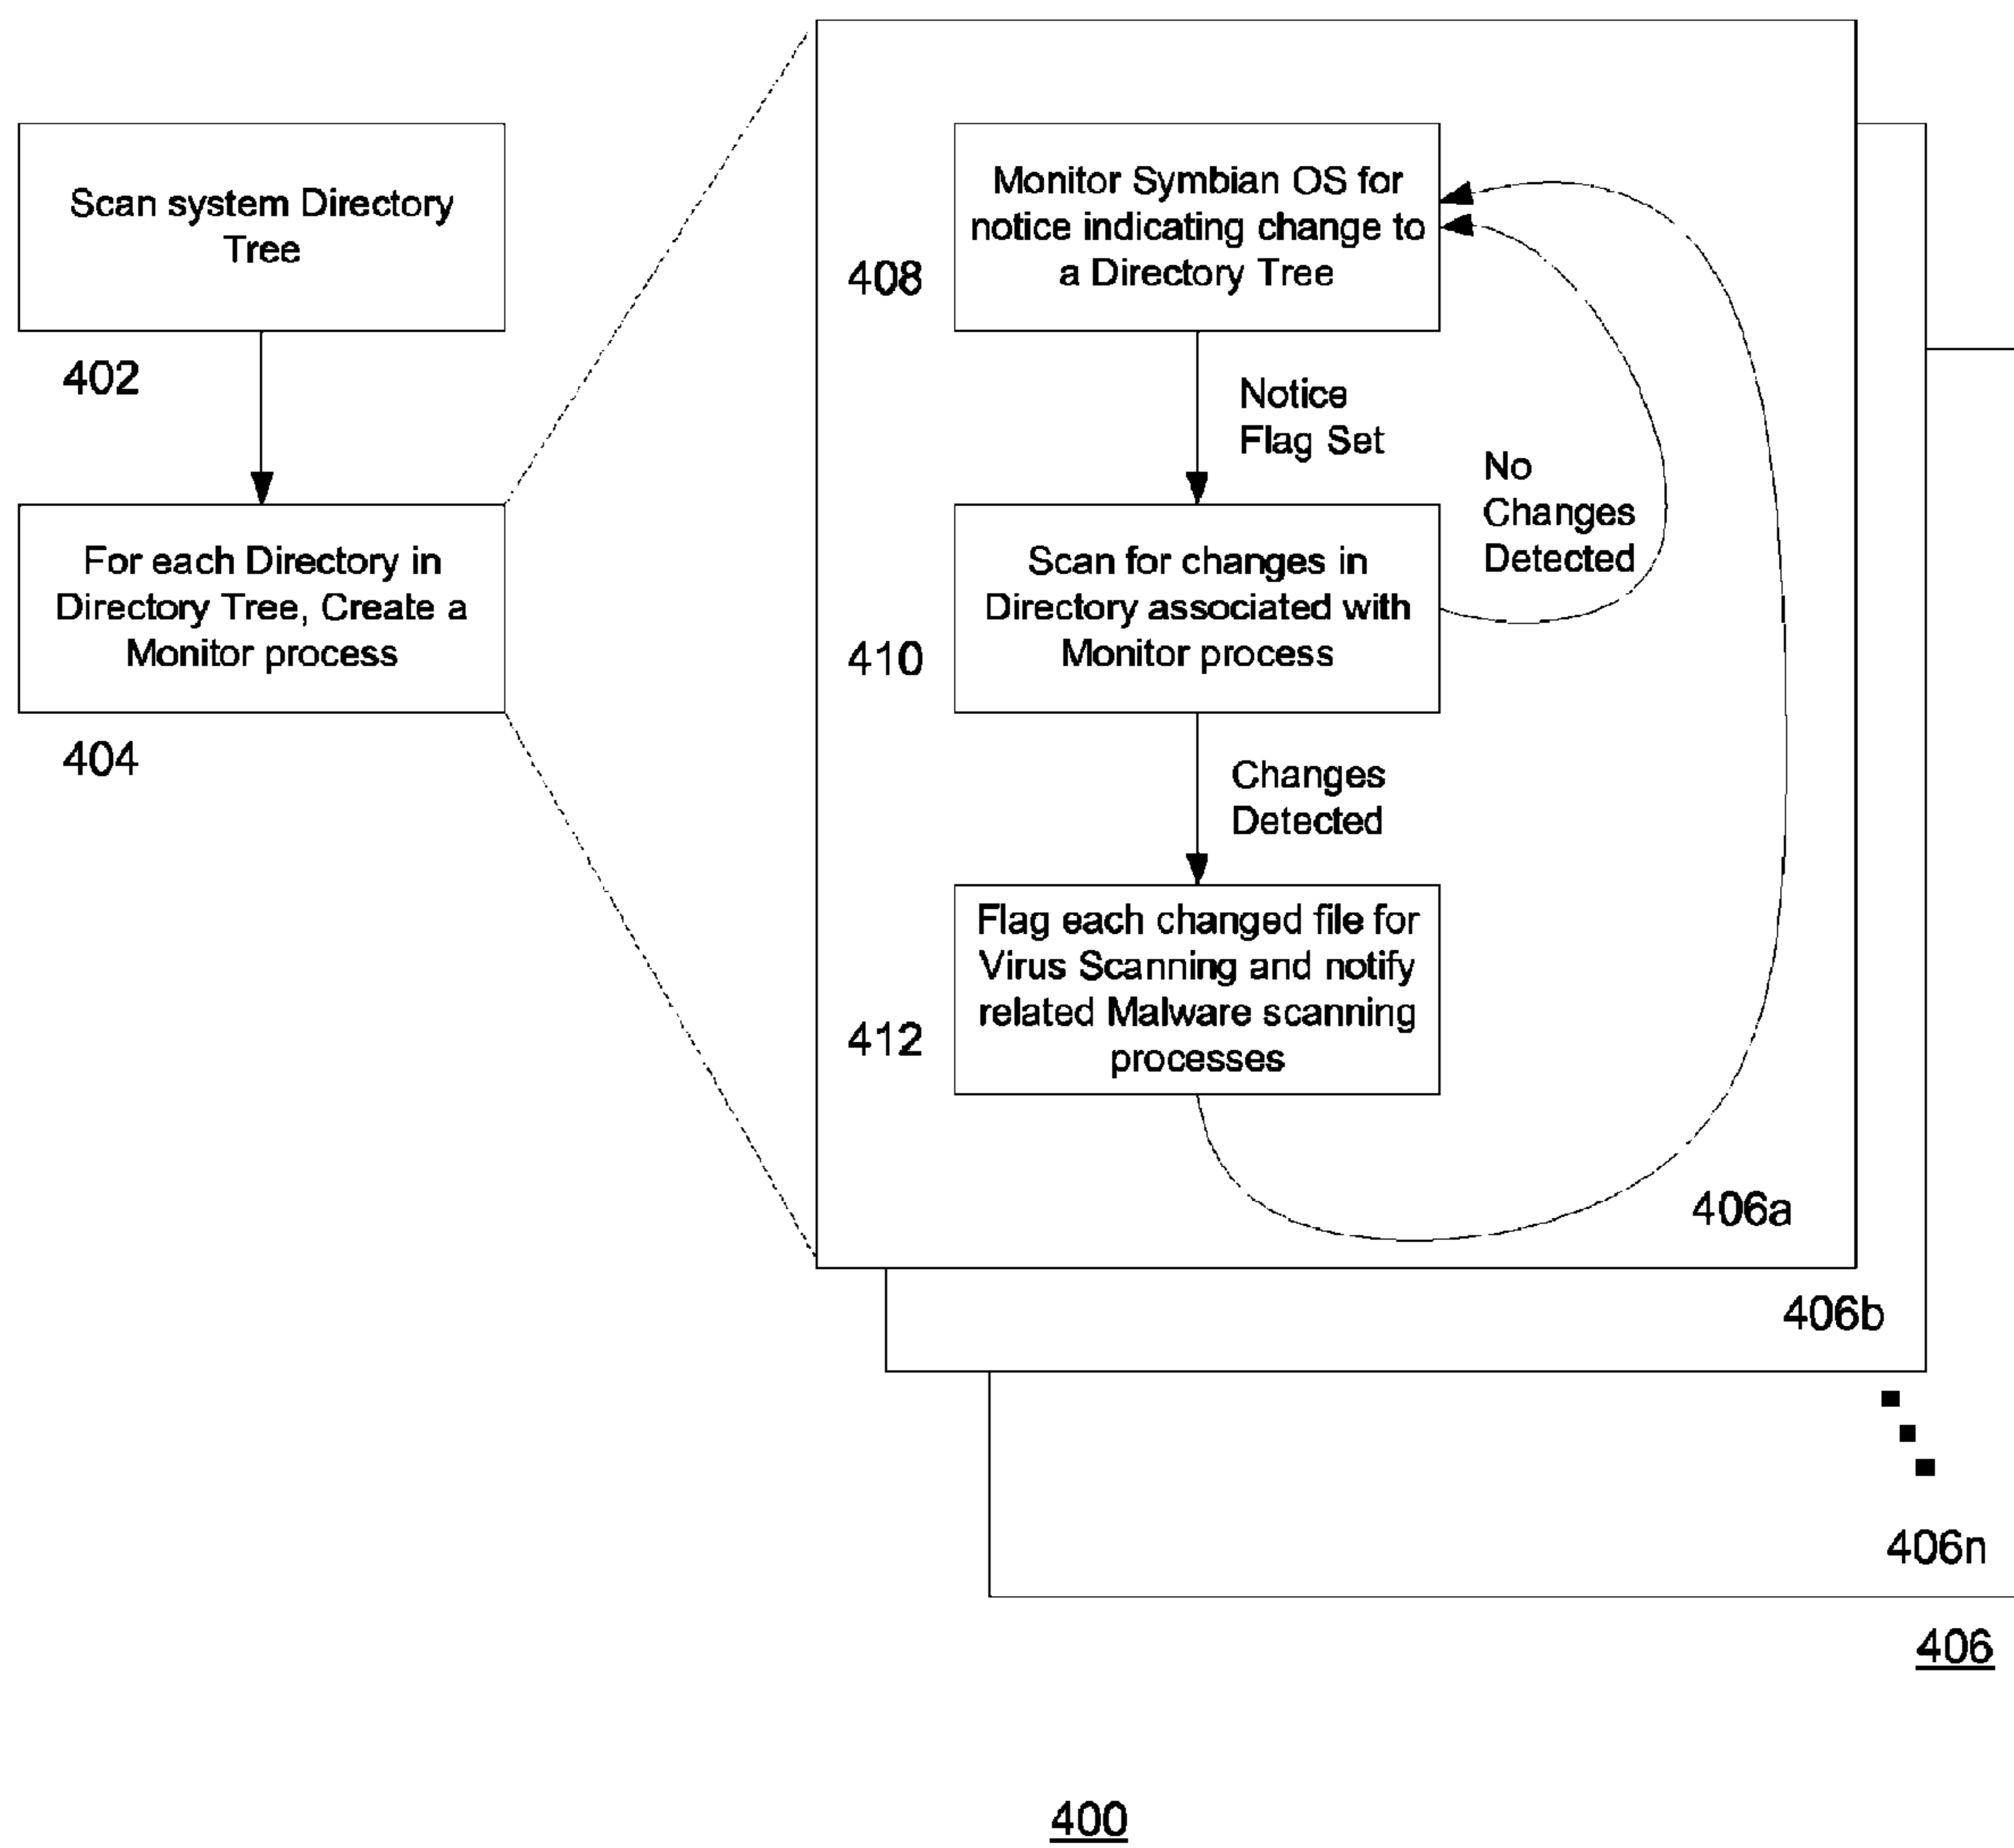 Scan system Directory
Tree
402
For each Directory in
Directory Tree, Create a
Monitor process
404
Monitor Symbian OS for
notice indicating change to
a Directory Tree
408
Notice
Flag Set
No
Changes
Detected
Scan for changes in
Directory associated with
Monitor process
410
Changes
Detected
Flag each changed file for
Virus Scanning and notify
related Malware scanning
processes
412
406a
406b
406n
406
400